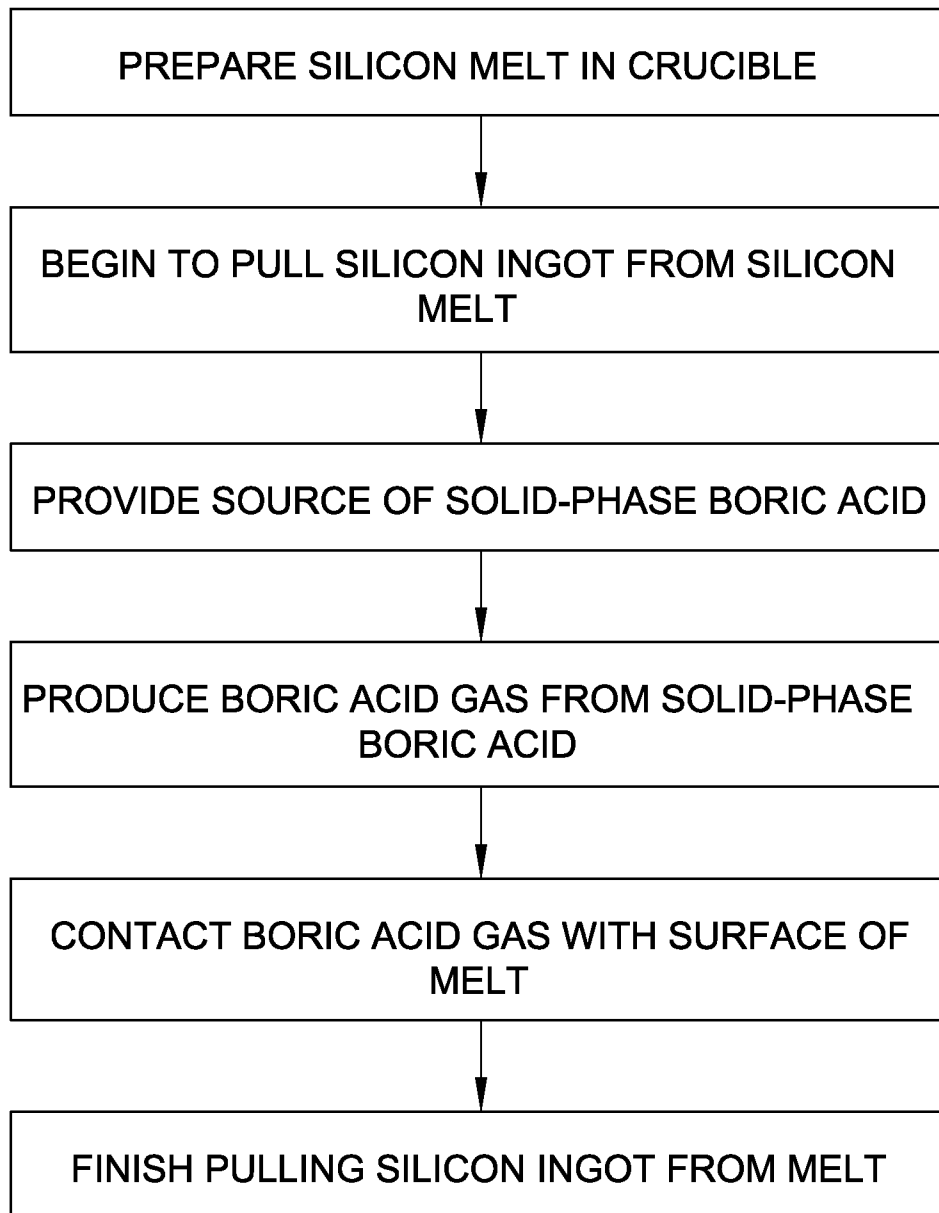 PREPARE SILICON MELT IN CRUCIBLE
BEGIN TO PULL SILICON INGOT FROM SILICON
MELT
PROVIDE SOURCE OF SOLID-PHASE BORIC ACID
PRODUCE BORIC ACID GAS FROM SOLID-PHASE
BORIC ACID
CONTACT BORIC ACID GAS WITH SURFACE OF
MELT
FINISH PULLING SILICON INGOT FROM MELT